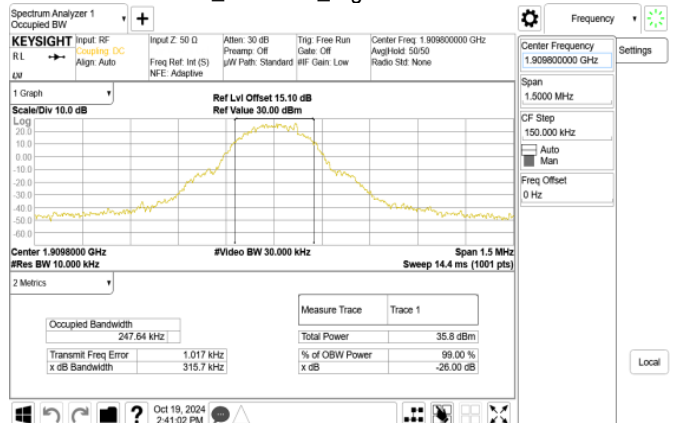 Spectrum Analyzer 1
Occupied BW
Frequency
KEYSIGHT
Input: RF
Coupling: DC
Align: Auto
RL
Input Z: 50 Ω
Freq Ref: Int (S)
NFE: Adaptive
Atten: 30 dB
Preamp: Off
µW Path: Standard
Trig: Free Run
Gate: Off
#IF Gain: Low
Center Freq: 1.909800000 GHz
Avg|Hold: 50/50
Radio Std: None
Center Frequency
1.909800000 GHz
Settings
Span
1.5000 MHz
CF Step
150.000 kHz
Auto
Man
Freq Offset
0 Hz
1 Graph
Scale/Div 10.0 dB
Ref Lvl Offset 15.10 dB
Ref Value 30.00 dBm
Log
20.0
10.0
0.00
-10.0
-20.0
-30.0
-40.0
-50.0
-60.0
Center 1.9098000 GHz
#Video BW 30.000 kHz
Span 1.5 MHz
#Res BW 10.000 kHz
Sweep 14.4 ms (1001 pts)
2 Metrics
Measure Trace Trace 1
Occupied Bandwidth
247.64 kHz
Total Power 35.8 dBm
Transmit Freq Error 1.017 kHz
% of OBW Power 99.00 %
x dB Bandwidth 315.7 kHz
x dB -26.00 dB
Local
Oct 19, 2024
2:41:02 PM